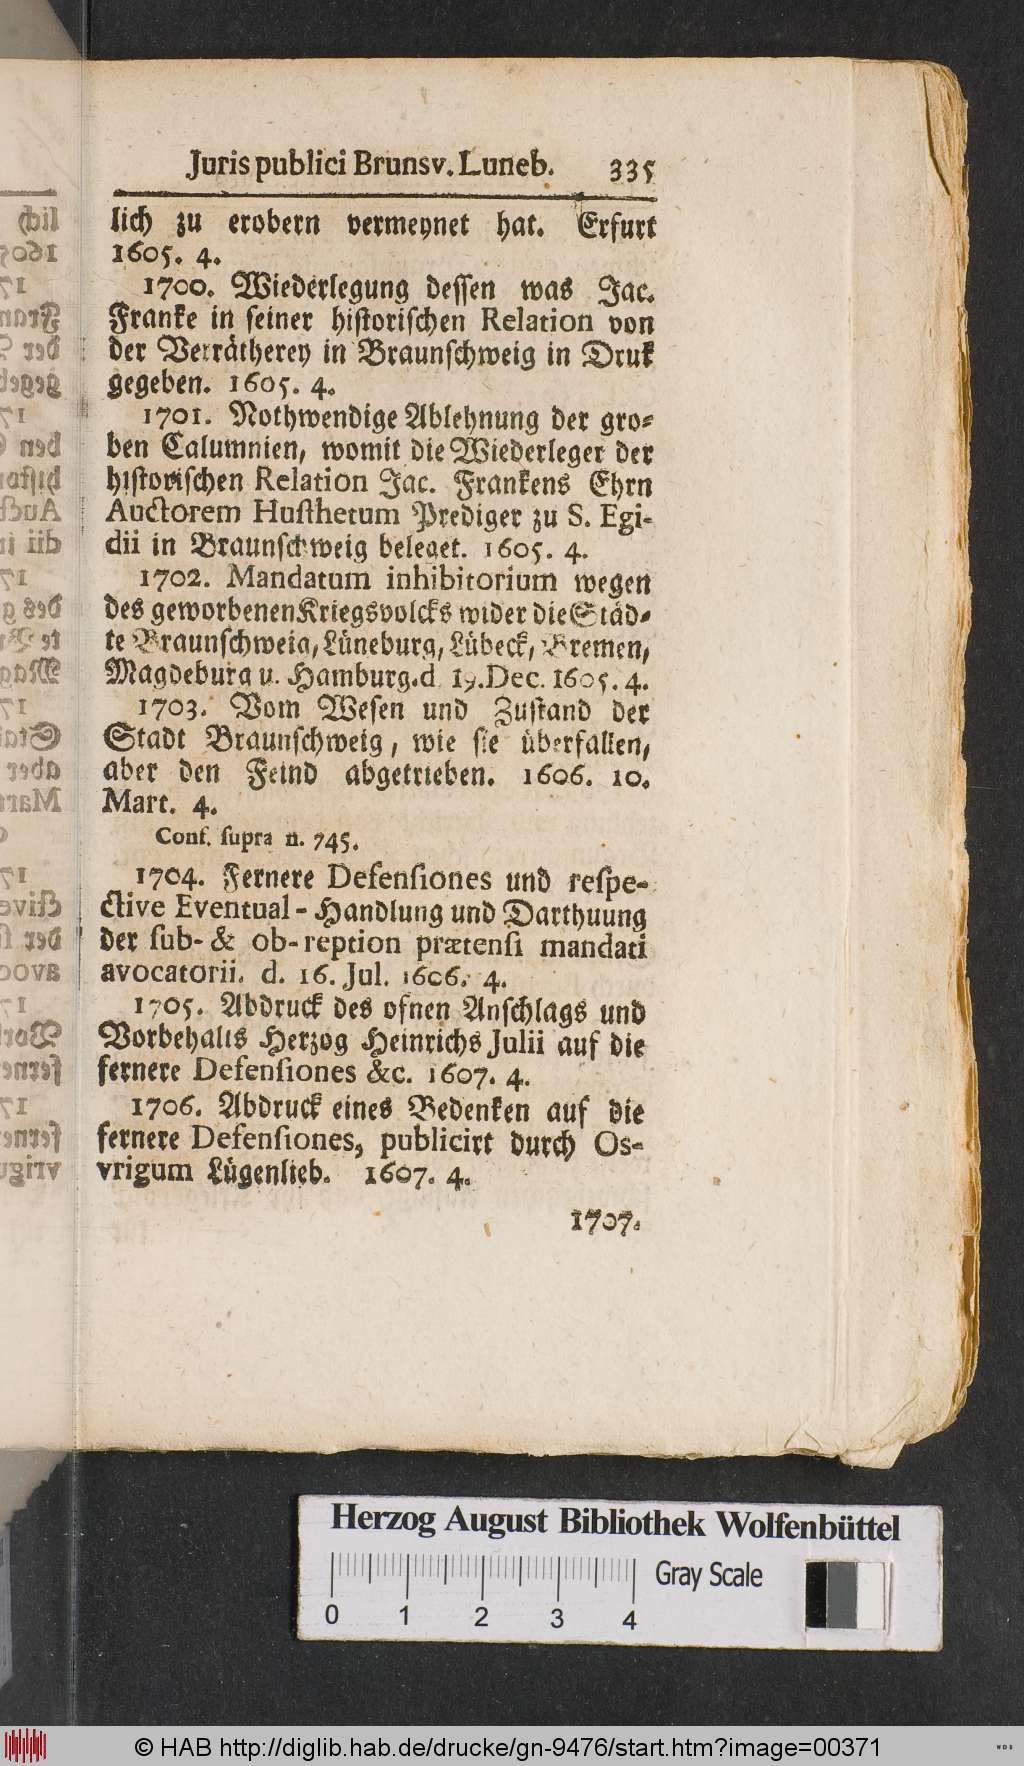 Juris publici Brunsv. Luneb. 335
lich zu erobern vermeynet hat. Erfurt
1605. 4.
1700. Wiederlegung dessen was Jac.
Franke in seiner historischen Relation von
der Verrätherey in Braunschweig in Druk
gegeben. 1605. 4.
1701. Nothwendige Ablehnung der gro-
ben Calumnien, womit die Wiederleger der
historischen Relation Jac. Frankens Ehrn
Auctorem Husthetum Prediger zu S. Egi-
dii in Braunschweig beleget. 1605. 4.
1702. Mandatum inhibitorium wegen
des geworbenen Kriegsvolcks wider die Städ-
te Braunschweig, Lüneburg, Lübeck, Bremen,
Magdeburg u. Hamburg. d. 19. Dec. 1605. 4.
1703. Vom Wesen und Zustand der
Stadt Braunschweig, wie sie überfallen,
aber den Feind abgetrieben. 1606. 10.
Mart. 4.
Conf. supra n. 745.
1704. Fernere Defensiones und respe-
ctive Eventual-Handlung und Darthuung
der sub- & ob-reption prætensi mandati
avocatorii. d. 16. Jul. 1606. 4.
1705. Abdruck des ofnen Anschlags und
Vorbehalts Herzog Heinrichs Julii auf die
fernere Defensiones &c. 1607. 4.
1706. Abdruck eines Bedenken auf die
fernere Defensiones, publicirt durch Os-
vrigum Lügenlieb. 1607. 4.
1707.
Herzog August Bibliothek Wolfenbüttel
Gray Scale
0 1 2 3 4
© HAB http://diglib.hab.de/drucke/gn-9476/start.htm?image=00371